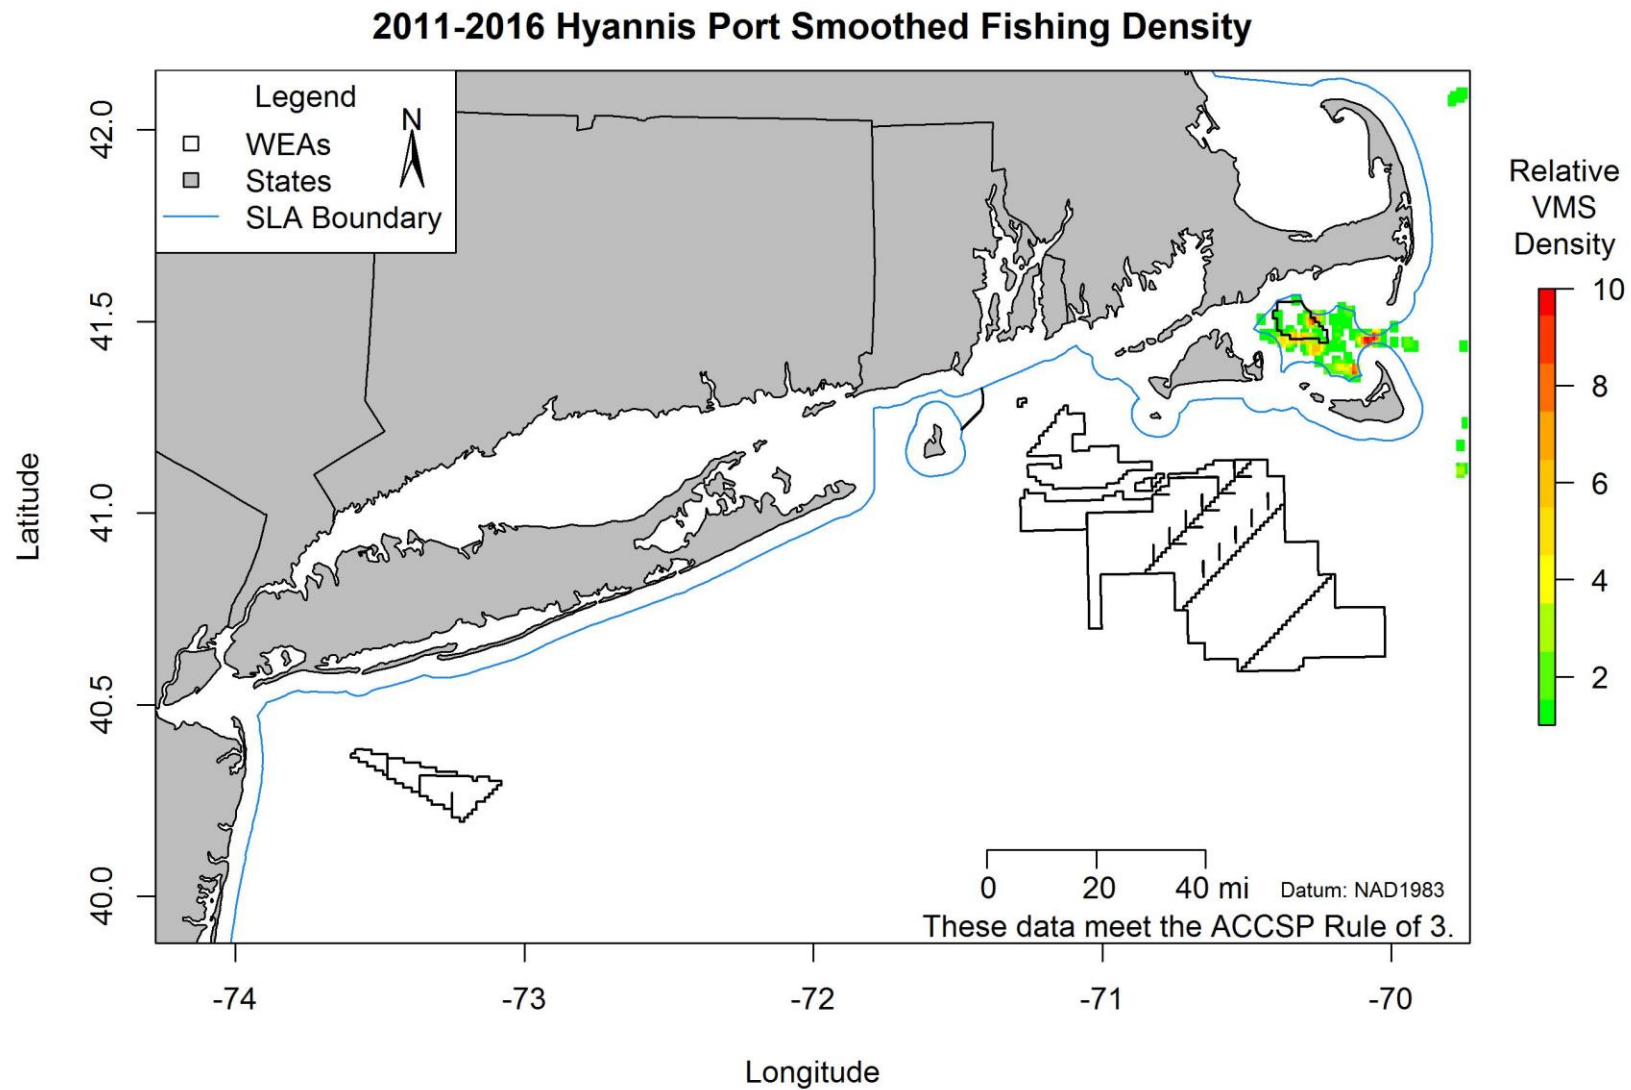 2011-2016 Hyannis Port Smoothed Fishing Density
Legend
N
WEAs
States
SLA Boundary
Relative
VMS
Density
10
8
6
4
2
Latitude
42.0
41.5
41.0
40.5
40.0
0 20 40 mi Datum: NAD1983
These data meet the ACCSP Rule of 3.
-74 -73 -72 -71 -70
Longitude